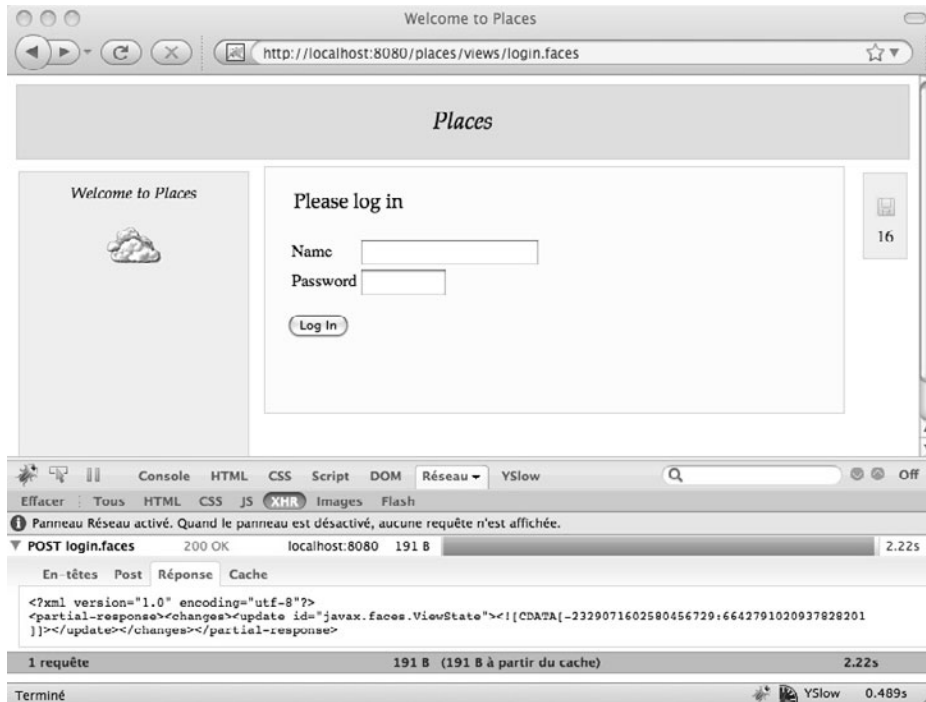 Welcome to Places
http://localhost:8080/places/views/login.faces
Places
Welcome to Places
Please log in
Name
Password
Log In
16
Console HTML CSS Script DOM Réseau YSlow Off
Effacer Tous HTML CSS JS XHR Images Flash
Panneau Réseau activé. Quand le panneau est désactivé, aucune requête n'est affichée.
POST login.faces 200 OK localhost:8080 191 B 2.22s
En-têtes Post Réponse Cache
<?xml version="1.0" encoding="utf-8"?>
<partial-response><changes><update id="javax.faces.ViewState"><![CDATA[-2329071602580456729:6642791020937828201
]]></update></changes></partial-response>
1 requête 191 B (191 B à partir du cache) 2.22s
Terminé YSlow 0.489s